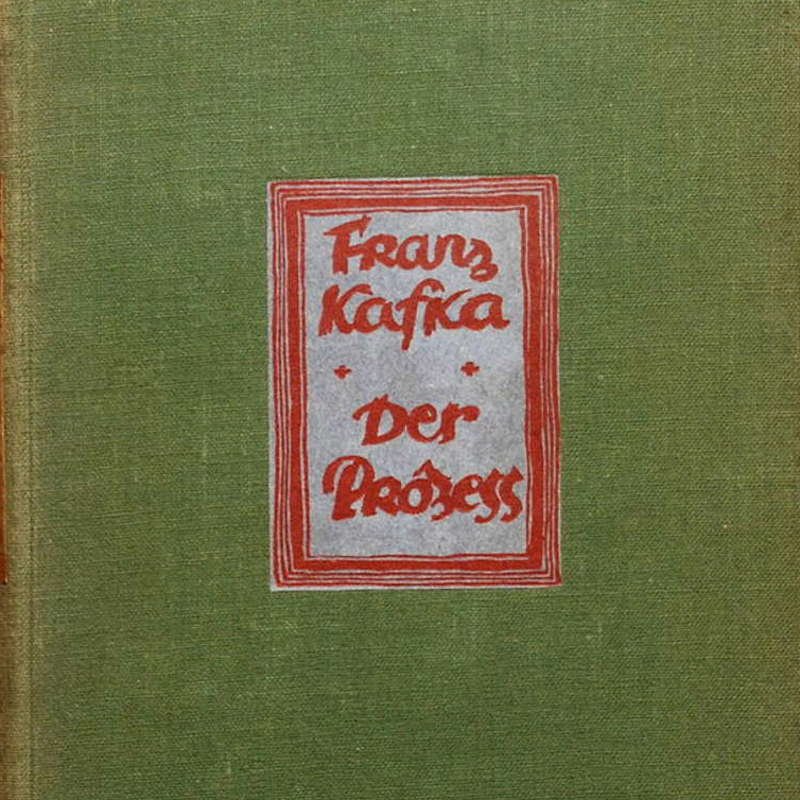 Franz
Kafka
Der
Prozess